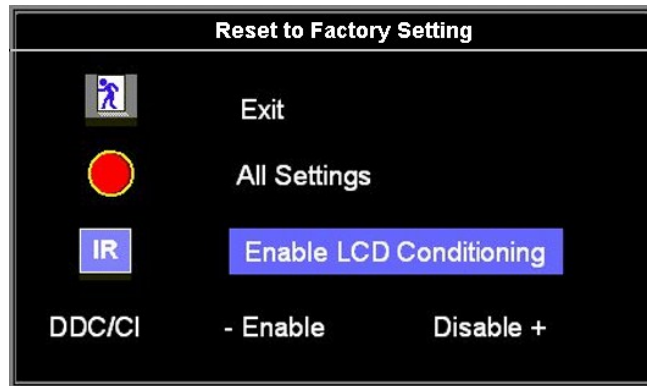 Reset to Factory Setting
Exit
All Settings
IR Enable LCD Conditioning
DDC/CI - Enable Disable +